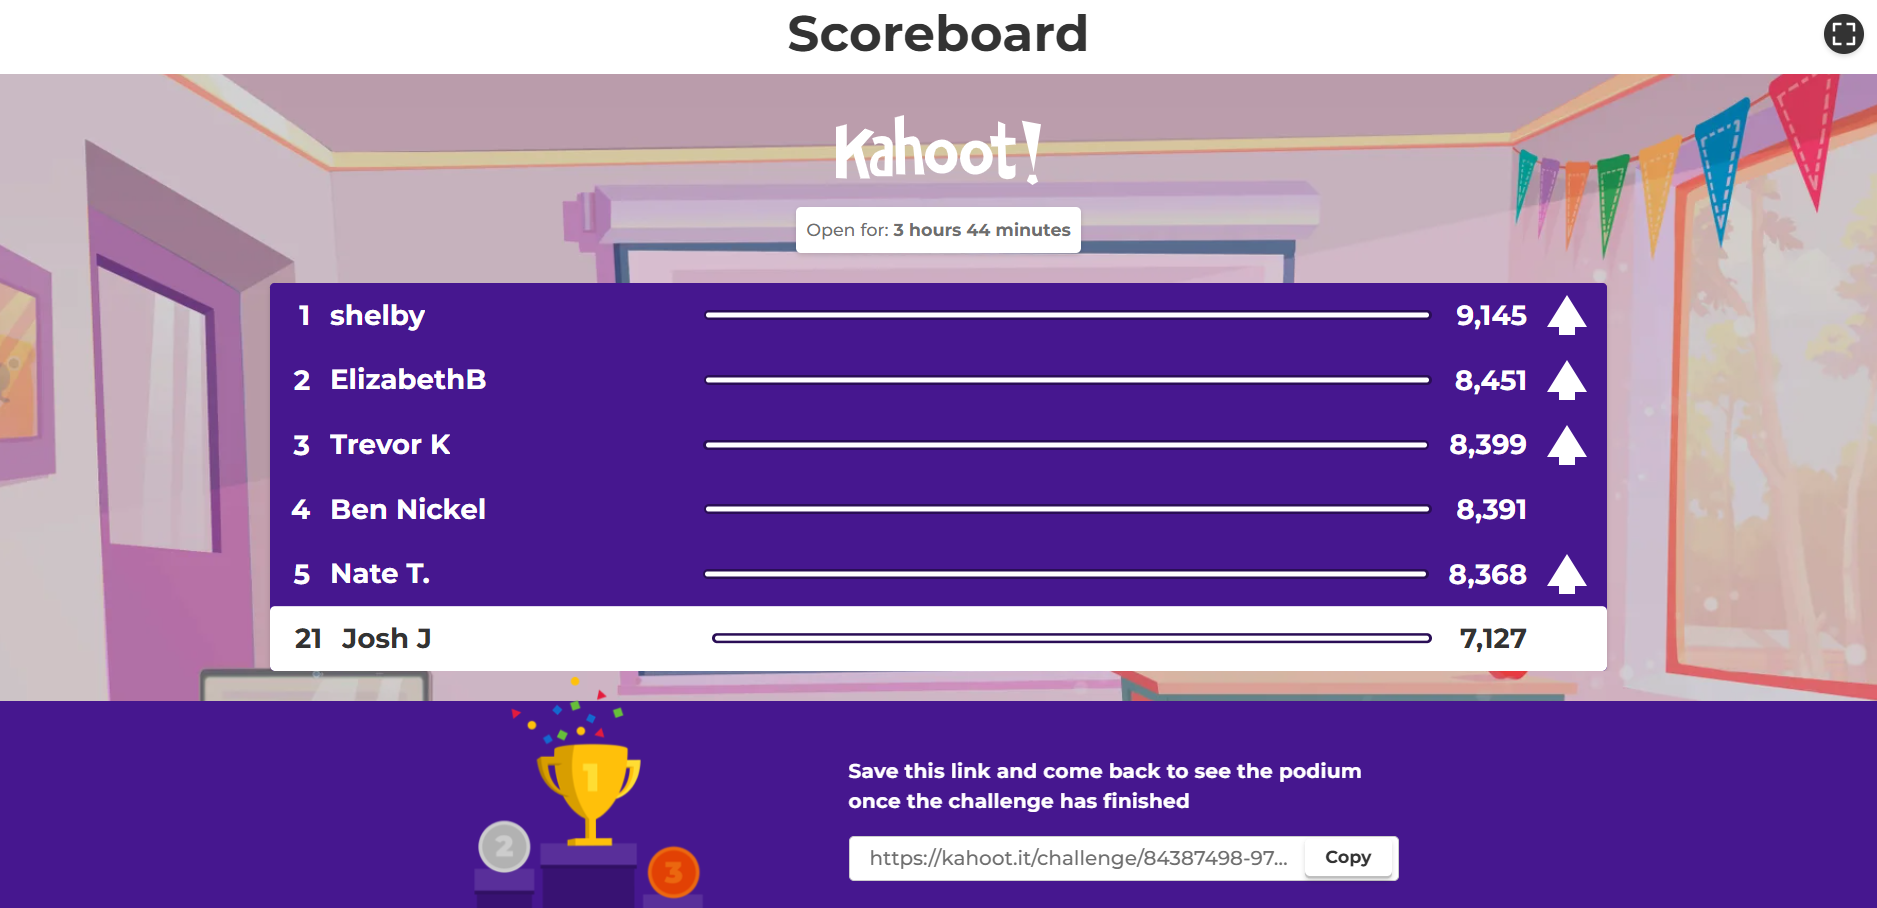 Scoreboard
Kahoot!
Open for: 3 hours 44 minutes
1 shelby 9,145
2 ElizabethB 8,451
3 Trevor K 8,399
4 Ben Nickel 8,391
5 Nate T. 8,368
21 Josh J 7,127
1
2
3
Save this link and come back to see the podium
once the challenge has finished
https://kahoot.it/challenge/84387498-97... Copy